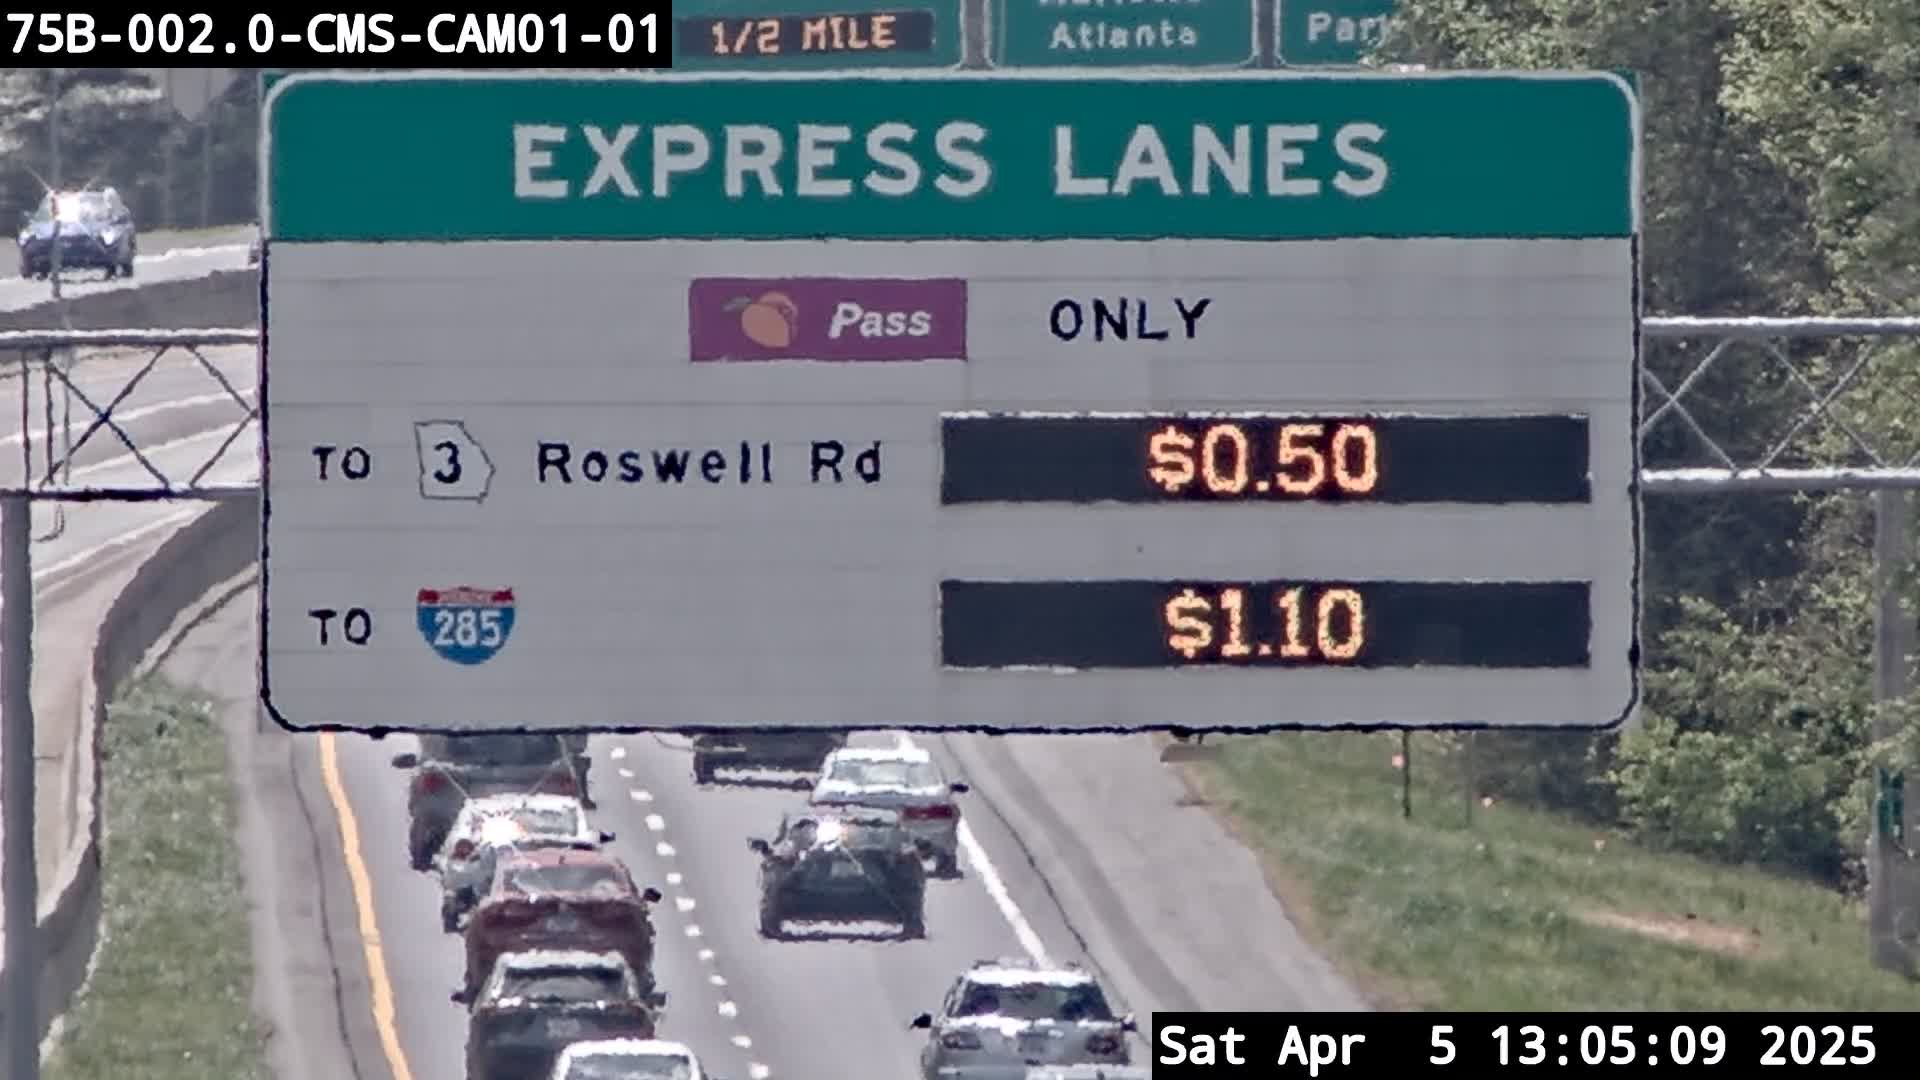 75B-002.0-CMS-CAM01-01
1/2 MILE
Atlanta
EXPRESS LANES
Pass ONLY
TO 3 Roswell Rd $0.50
TO 285 $1.10
Sat Apr 5 13:05:09 2025